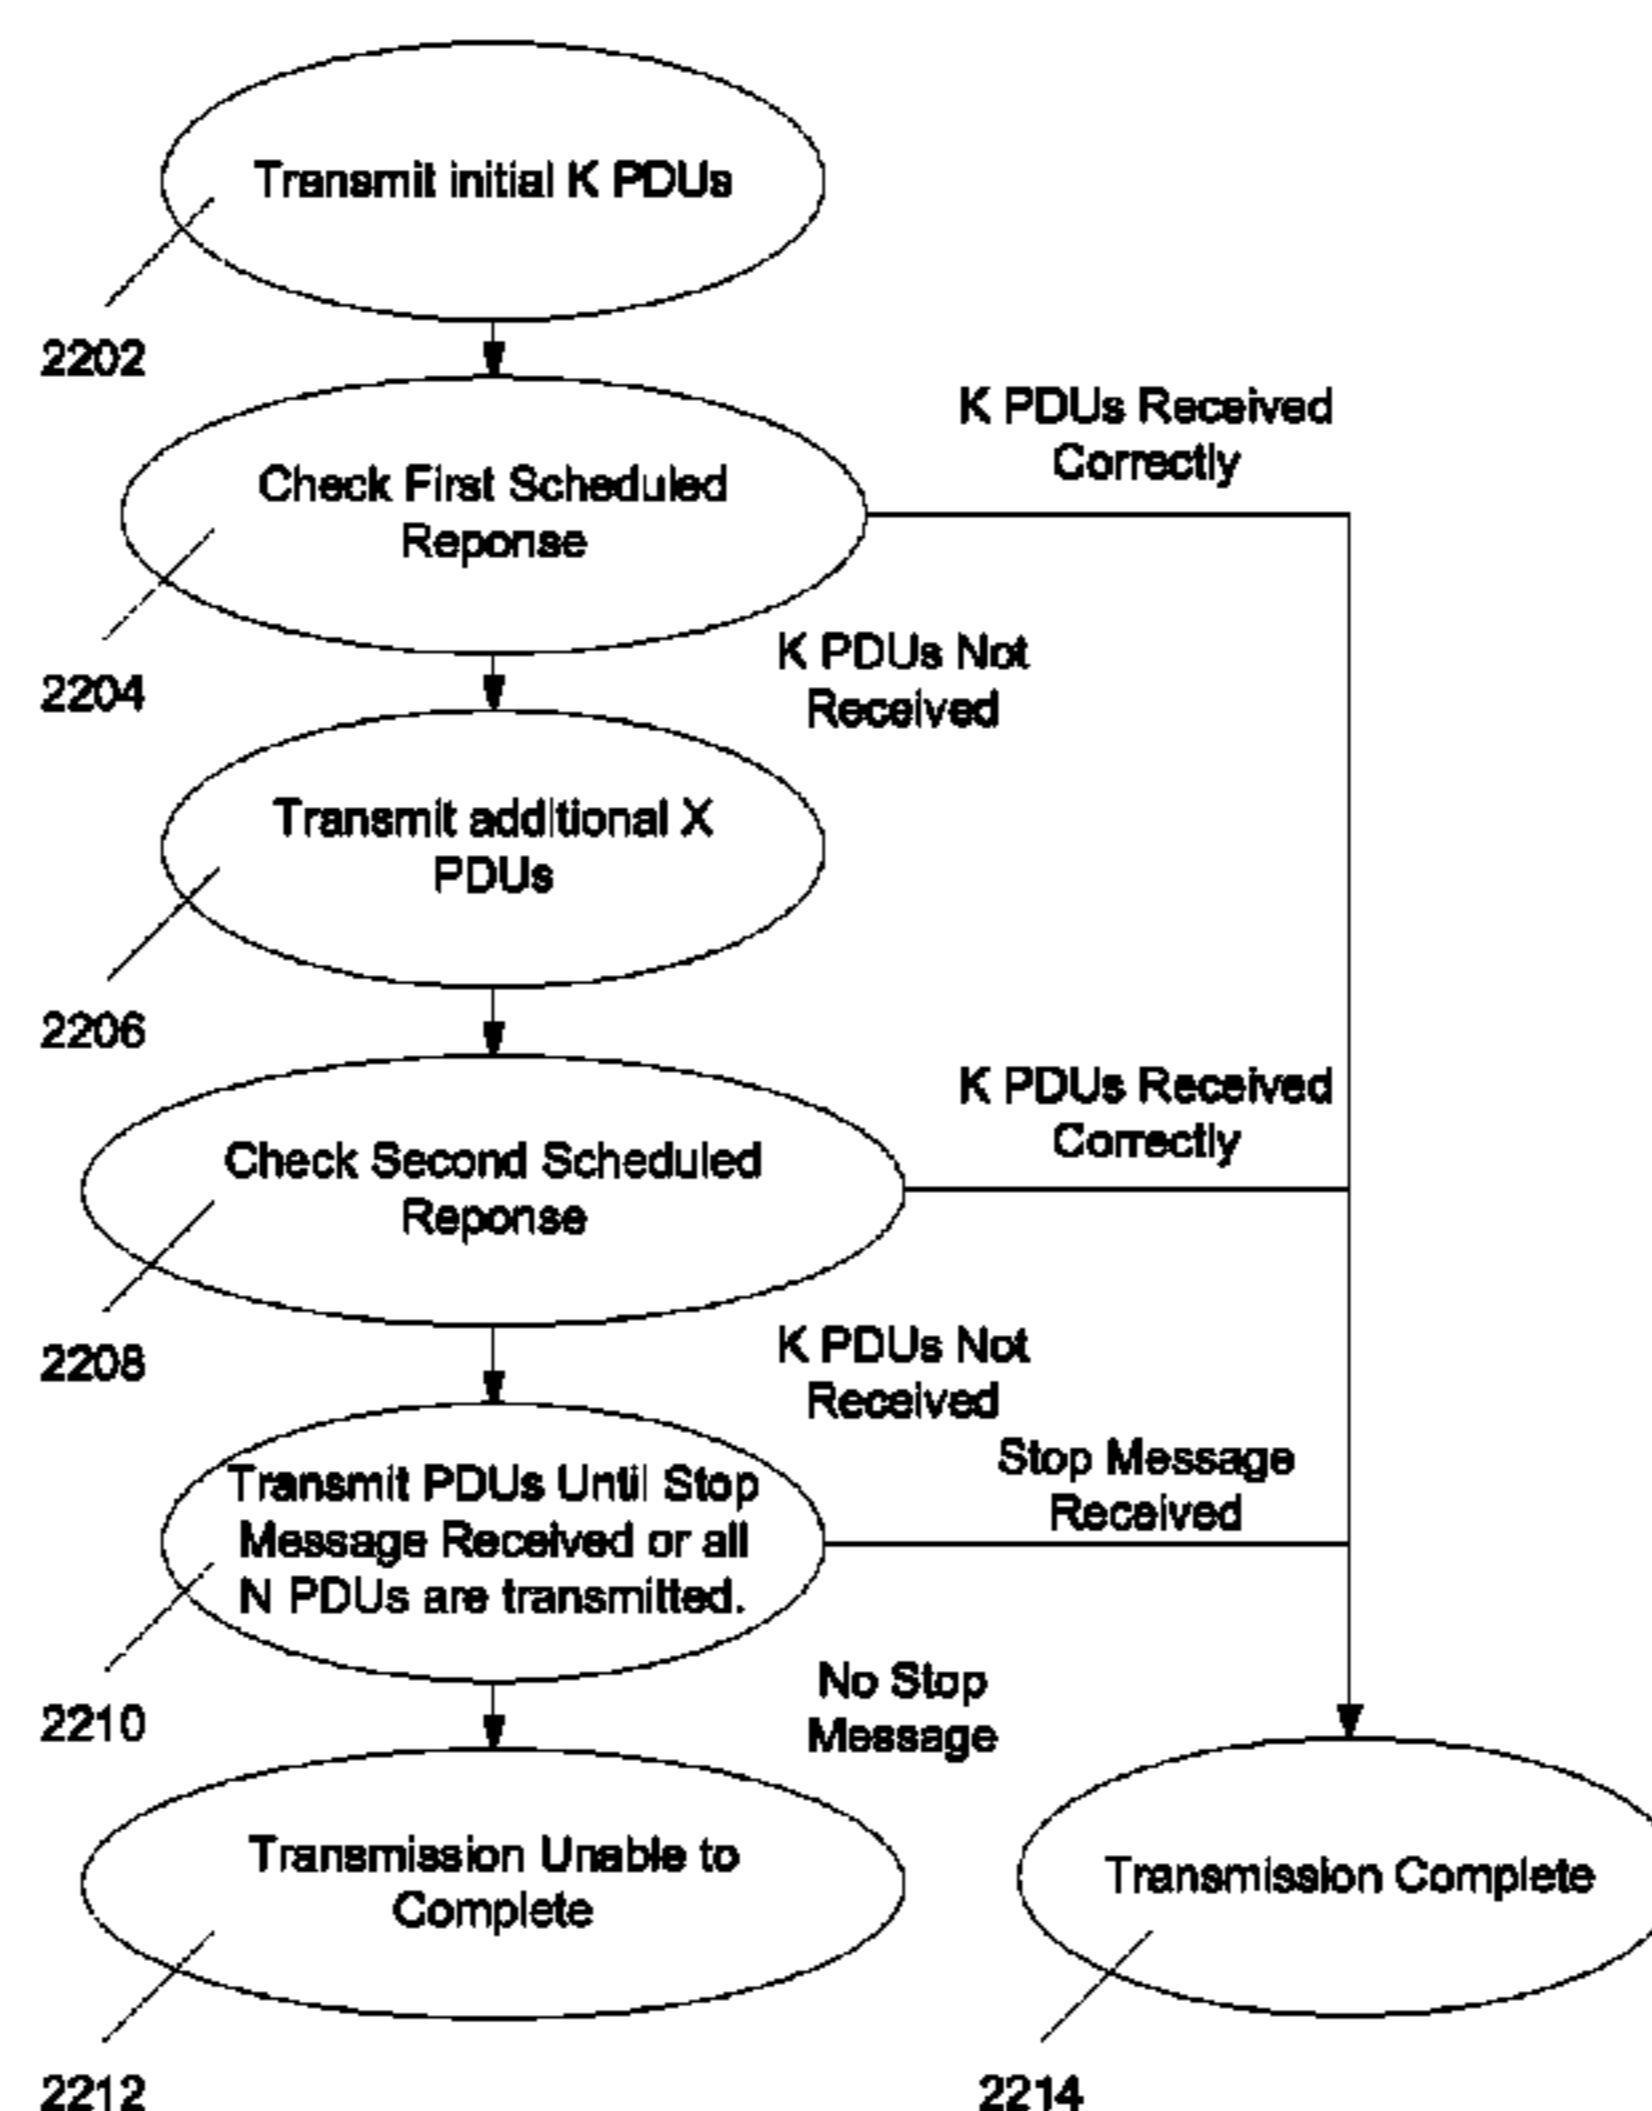 Transmit initial K PDUs
2202
K PDUs Received
Correctly
Check First Scheduled
Reponse
2204
K PDUs Not
Received
Transmit additional X
PDUs
2206
K PDUs Received
Correctly
Check Second Scheduled
Reponse
2208
K PDUs Not
Received
Stop Message
Received
Transmit PDUs Until Stop
Message Received or all
N PDUs are transmitted.
2210
No Stop
Message
Transmission Unable to
Complete
2212
Transmission Complete
2214